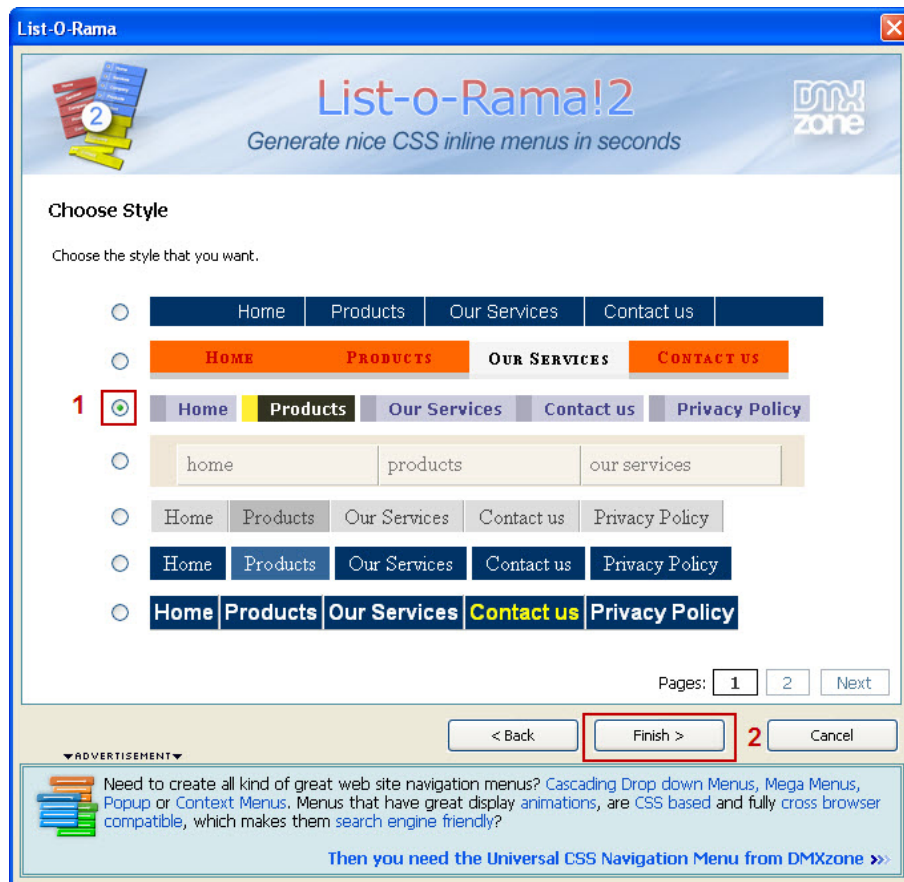 List-O-Rama
2
List-o-Rama!2
Generate nice CSS inline menus in seconds
DMX
zone
Choose Style
Choose the style that you want.
Home Products Our Services Contact us
HOME PRODUCTS OUR SERVICES CONTACT US
1 Home Products Our Services Contact us Privacy Policy
home products our services
Home Products Our Services Contact us Privacy Policy
Home Products Our Services Contact us Privacy Policy
Home Products Our Services Contact us Privacy Policy
Pages: 1 2 Next
< Back Finish > 2 Cancel
ADVERTISEMENT
Need to create all kind of great web site navigation menus? Cascading Drop down Menus, Mega Menus,
Popup or Context Menus. Menus that have great display animations, are CSS based and fully cross browser
compatible, which makes them search engine friendly?
Then you need the Universal CSS Navigation Menu from DMXzone